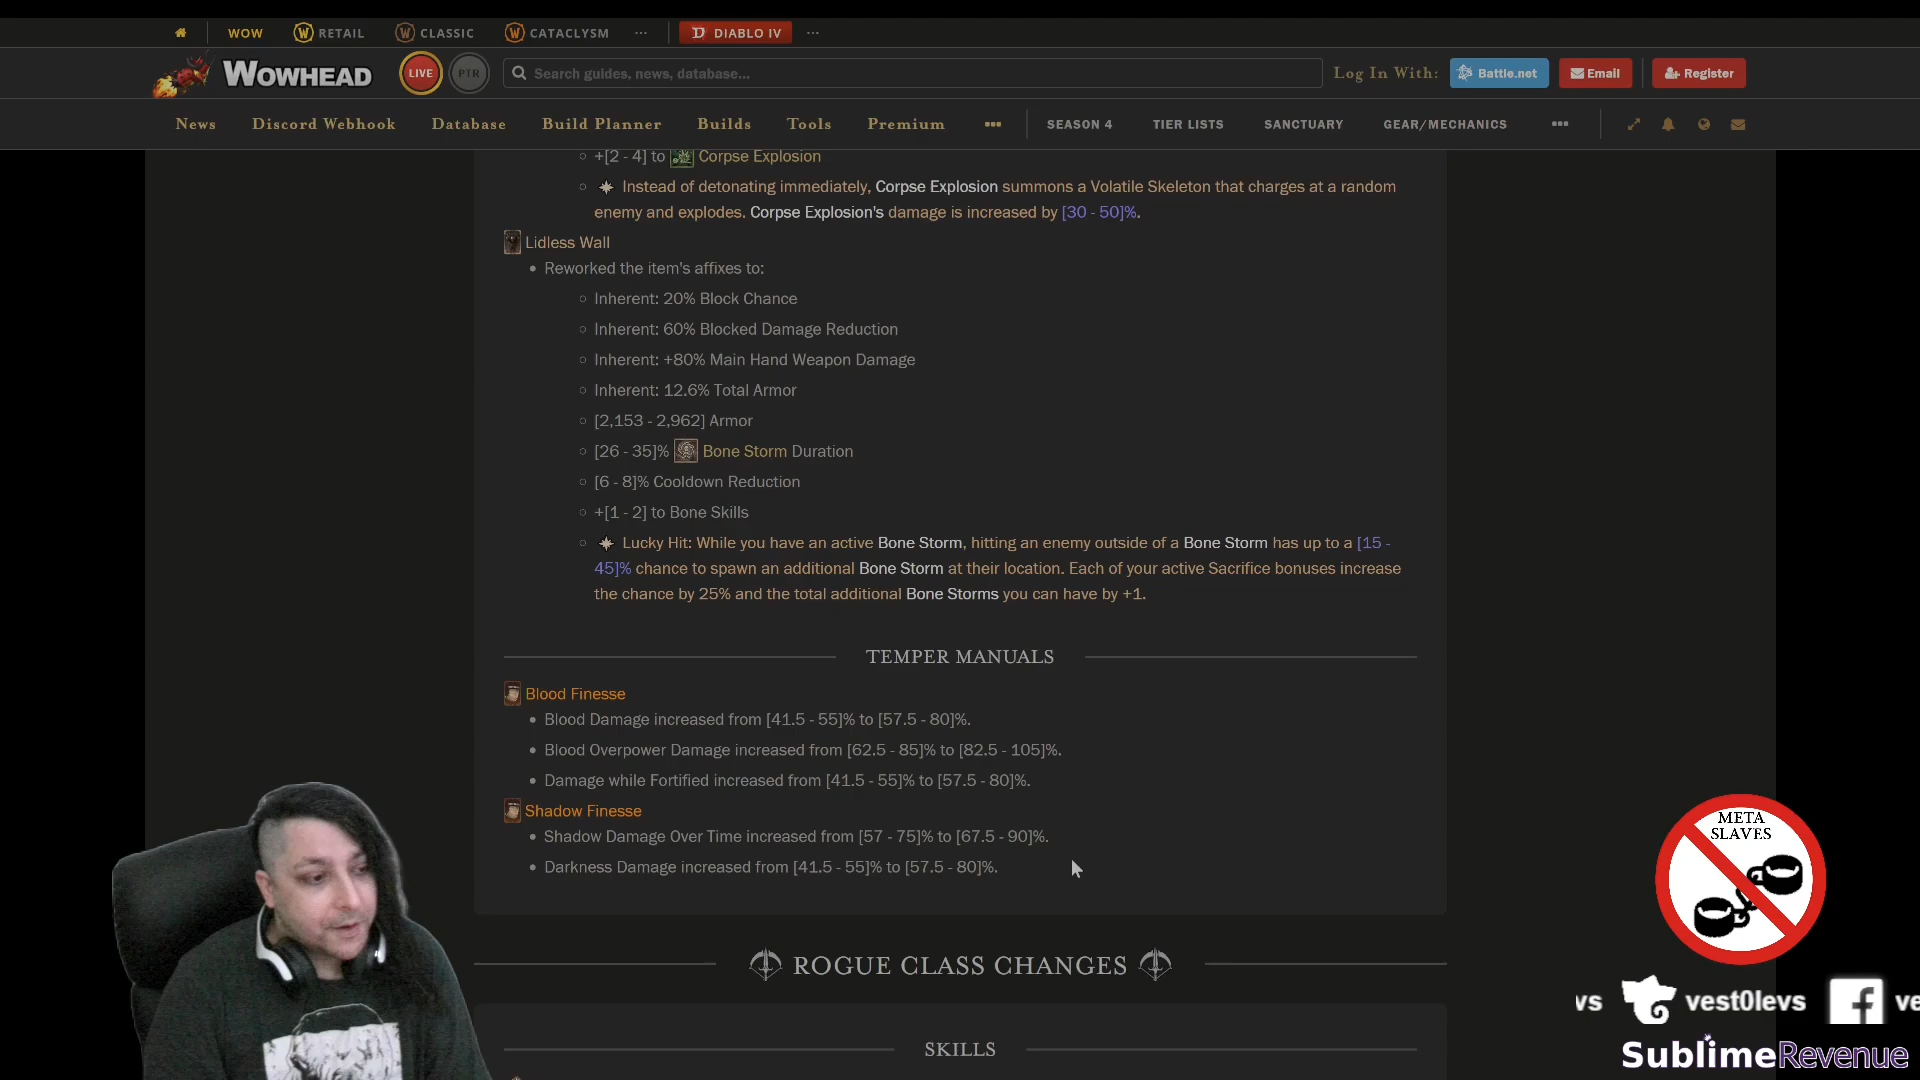 WOW RETAIL CLASSIC CATACLYSM ... DIABLO IV ...
WOWHEAD LIVE PTR Search guides, news, database... Log In With: Battle.net Email Register
News Discord Webhook Database Build Planner Builds Tools Premium ••• SEASON 4 TIER LISTS SANCTUARY GEAR/MECHANICS •••
+[2 - 4] to Corpse Explosion
Instead of detonating immediately, Corpse Explosion summons a Volatile Skeleton that charges at a random
enemy and explodes. Corpse Explosion's damage is increased by [30 - 50]%.
Lidless Wall
Reworked the item's affixes to:
Inherent: 20% Block Chance
Inherent: 60% Blocked Damage Reduction
Inherent: +80% Main Hand Weapon Damage
Inherent: 12.6% Total Armor
[2,153 - 2,962] Armor
[26 - 35]% Bone Storm Duration
[6 - 8]% Cooldown Reduction
+[1 - 2] to Bone Skills
Lucky Hit: While you have an active Bone Storm, hitting an enemy outside of a Bone Storm has up to a [15 -
45]% chance to spawn an additional Bone Storm at their location. Each of your active Sacrifice bonuses increase
the chance by 25% and the total additional Bone Storms you can have by +1.
TEMPER MANUALS
Blood Finesse
Blood Damage increased from [41.5 - 55]% to [57.5 - 80]%.
Blood Overpower Damage increased from [62.5 - 85]% to [82.5 - 105]%.
Damage while Fortified increased from [41.5 - 55]% to [57.5 - 80]%.
Shadow Finesse
Shadow Damage Over Time increased from [57 - 75]% to [67.5 - 90]%.
Darkness Damage increased from [41.5 - 55]% to [57.5 - 80]%.
ROGUE CLASS CHANGES
SKILLS
META
SLAVES
vs vest0levs ve
SublimeRevenue